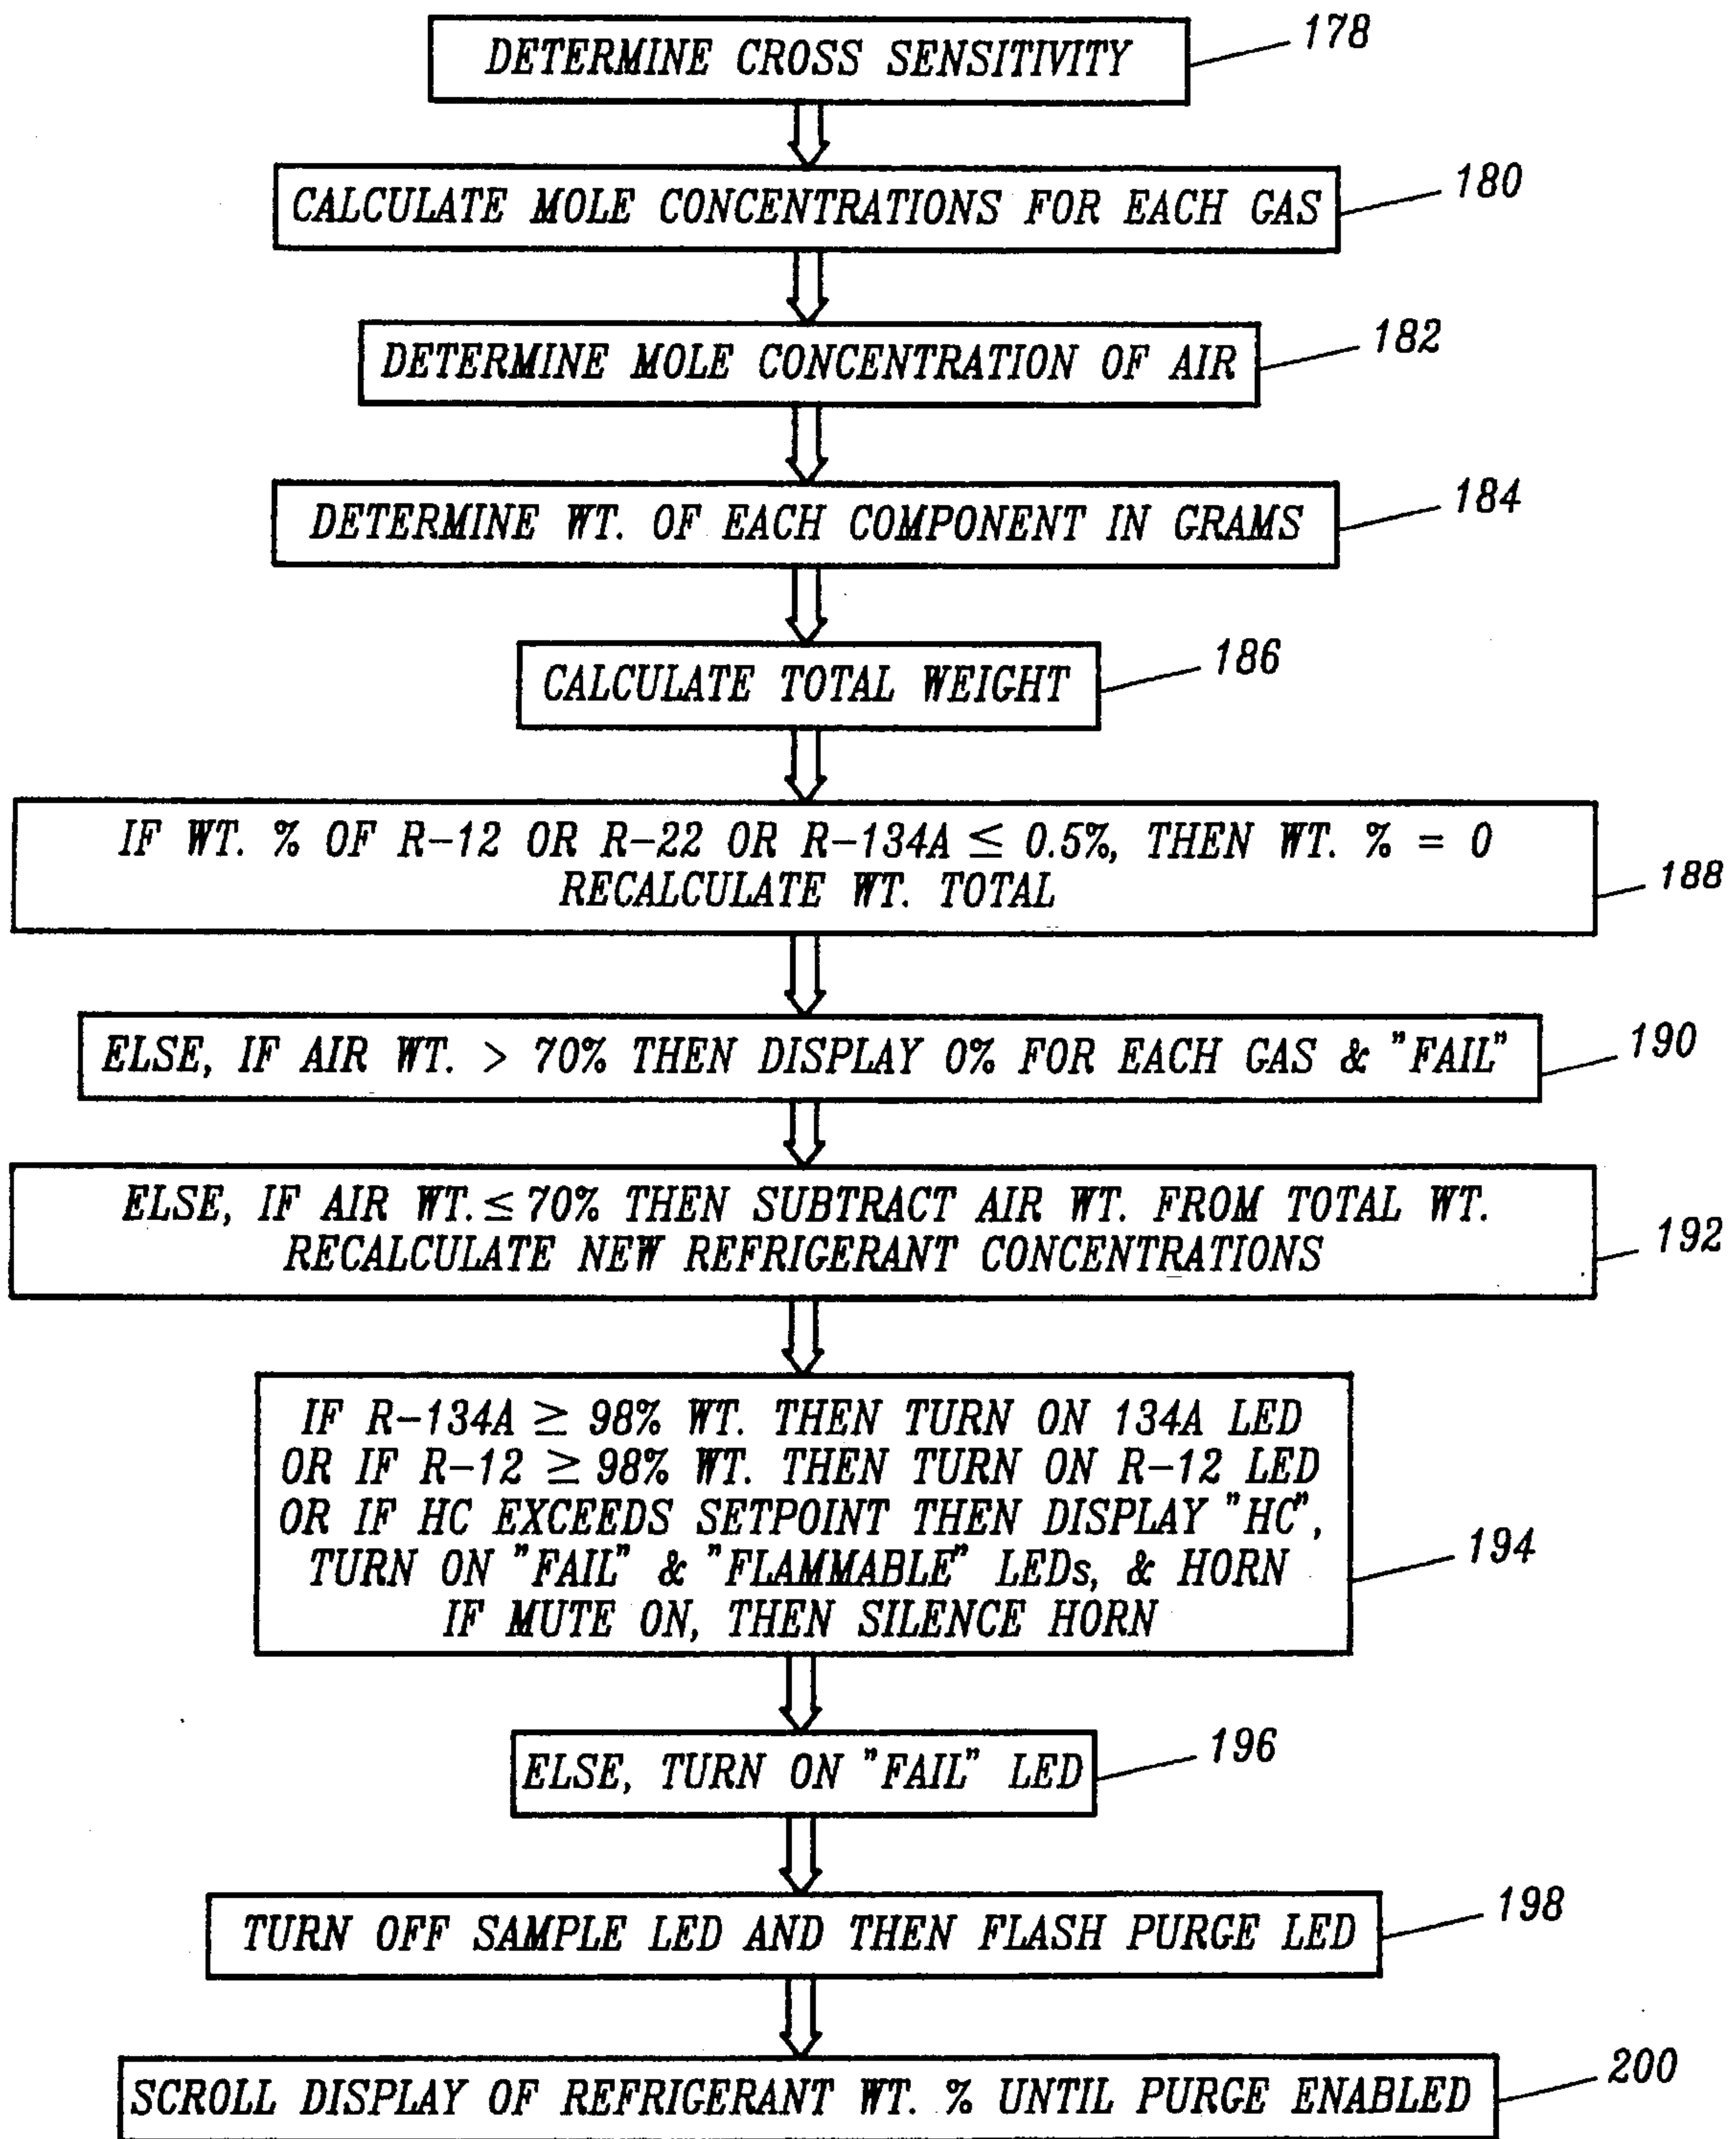 DETERMINE CROSS SENSITIVITY
178
CALCULATE MOLE CONCENTRATIONS FOR EACH GAS
180
DETERMINE MOLE CONCENTRATION OF AIR
182
DETERMINE WT. OF EACH COMPONENT IN GRAMS
184
CALCULATE TOTAL WEIGHT
186
IF WT. % OF R-12 OR R-22 OR R-134A ≤ 0.5%, THEN WT. % = 0
RECALCULATE WT. TOTAL
188
ELSE, IF AIR WT. > 70% THEN DISPLAY 0% FOR EACH GAS & "FAIL"
190
ELSE, IF AIR WT. ≤ 70% THEN SUBTRACT AIR WT. FROM TOTAL WT.
RECALCULATE NEW REFRIGERANT CONCENTRATIONS
192
IF R-134A ≥ 98% WT. THEN TURN ON 134A LED
OR IF R-12 ≥ 98% WT. THEN TURN ON R-12 LED
OR IF HC EXCEEDS SETPOINT THEN DISPLAY "HC",
TURN ON "FAIL" & "FLAMMABLE" LEDs, & HORN
IF MUTE ON, THEN SILENCE HORN
194
ELSE, TURN ON "FAIL" LED
196
TURN OFF SAMPLE LED AND THEN FLASH PURGE LED
198
SCROLL DISPLAY OF REFRIGERANT WT. % UNTIL PURGE ENABLED
200